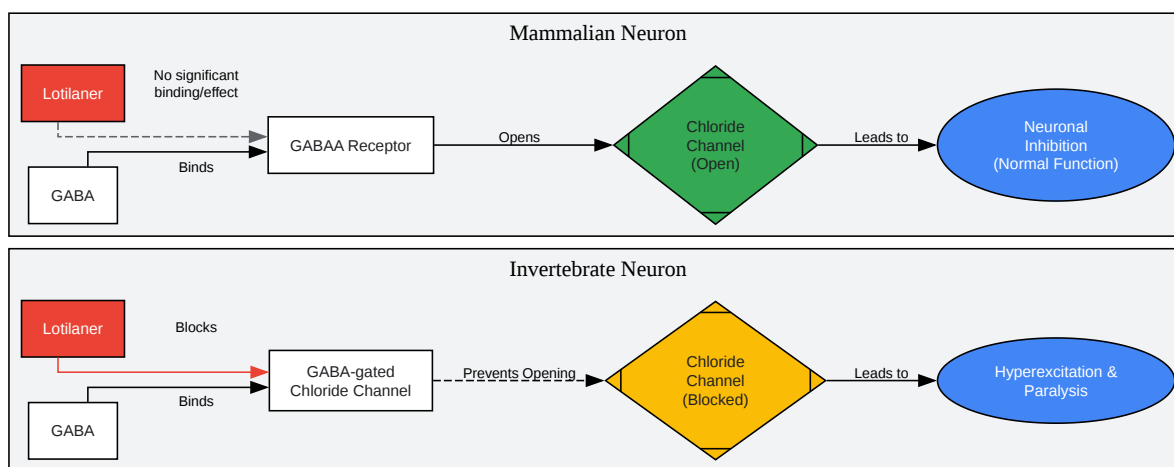 Mammalian Neuron
Lotilaner
No significant
binding/effect
GABA
Binds
GABAA Receptor
Opens
Chloride
Channel
(Open)
Leads to
Neuronal
Inhibition
(Normal Function)
Invertebrate Neuron
Lotilaner
Blocks
GABA
Binds
GABA-gated
Chloride Channel
Prevents Opening
Chloride
Channel
(Blocked)
Leads to
Hyperexcitation &
Paralysis